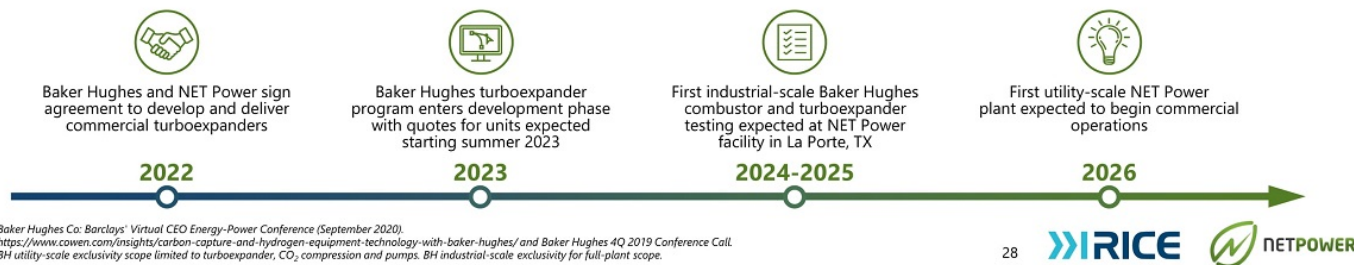 Baker Hughes and NET Power sign
agreement to develop and deliver
commercial turboexpanders
2022
Baker Hughes turboexpander
program enters development phase
with quotes for units expected
starting summer 2023
2023
First industrial-scale Baker Hughes
combustor and turboexpander
testing expected at NET Power
facility in La Porte, TX
2024-2025
First utility-scale NET Power
plant expected to begin commercial
operations
2026
Baker Hughes Co: Barclays' Virtual CEO Energy-Power Conference (September 2020).
https://www.cowen.com/insights/carbon-capture-and-hydrogen-equipment-technology-with-baker-hughes/ and Baker Hughes 4Q 2019 Conference Call.
BH utility-scale exclusivity scope limited to turboexpander, CO₂ compression and pumps. BH industrial-scale exclusivity for full-plant scope.
28
RICE
NETPOWER